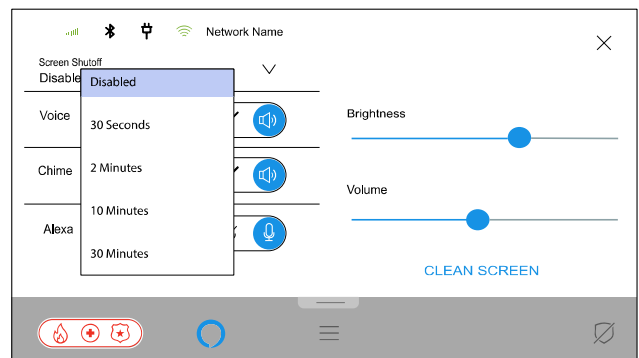 Network Name
Screen Shutoff
Disable
Disabled
Voice
30 Seconds
Brightness
Chime
2 Minutes
10 Minutes
Volume
Alexa
30 Minutes
CLEAN SCREEN